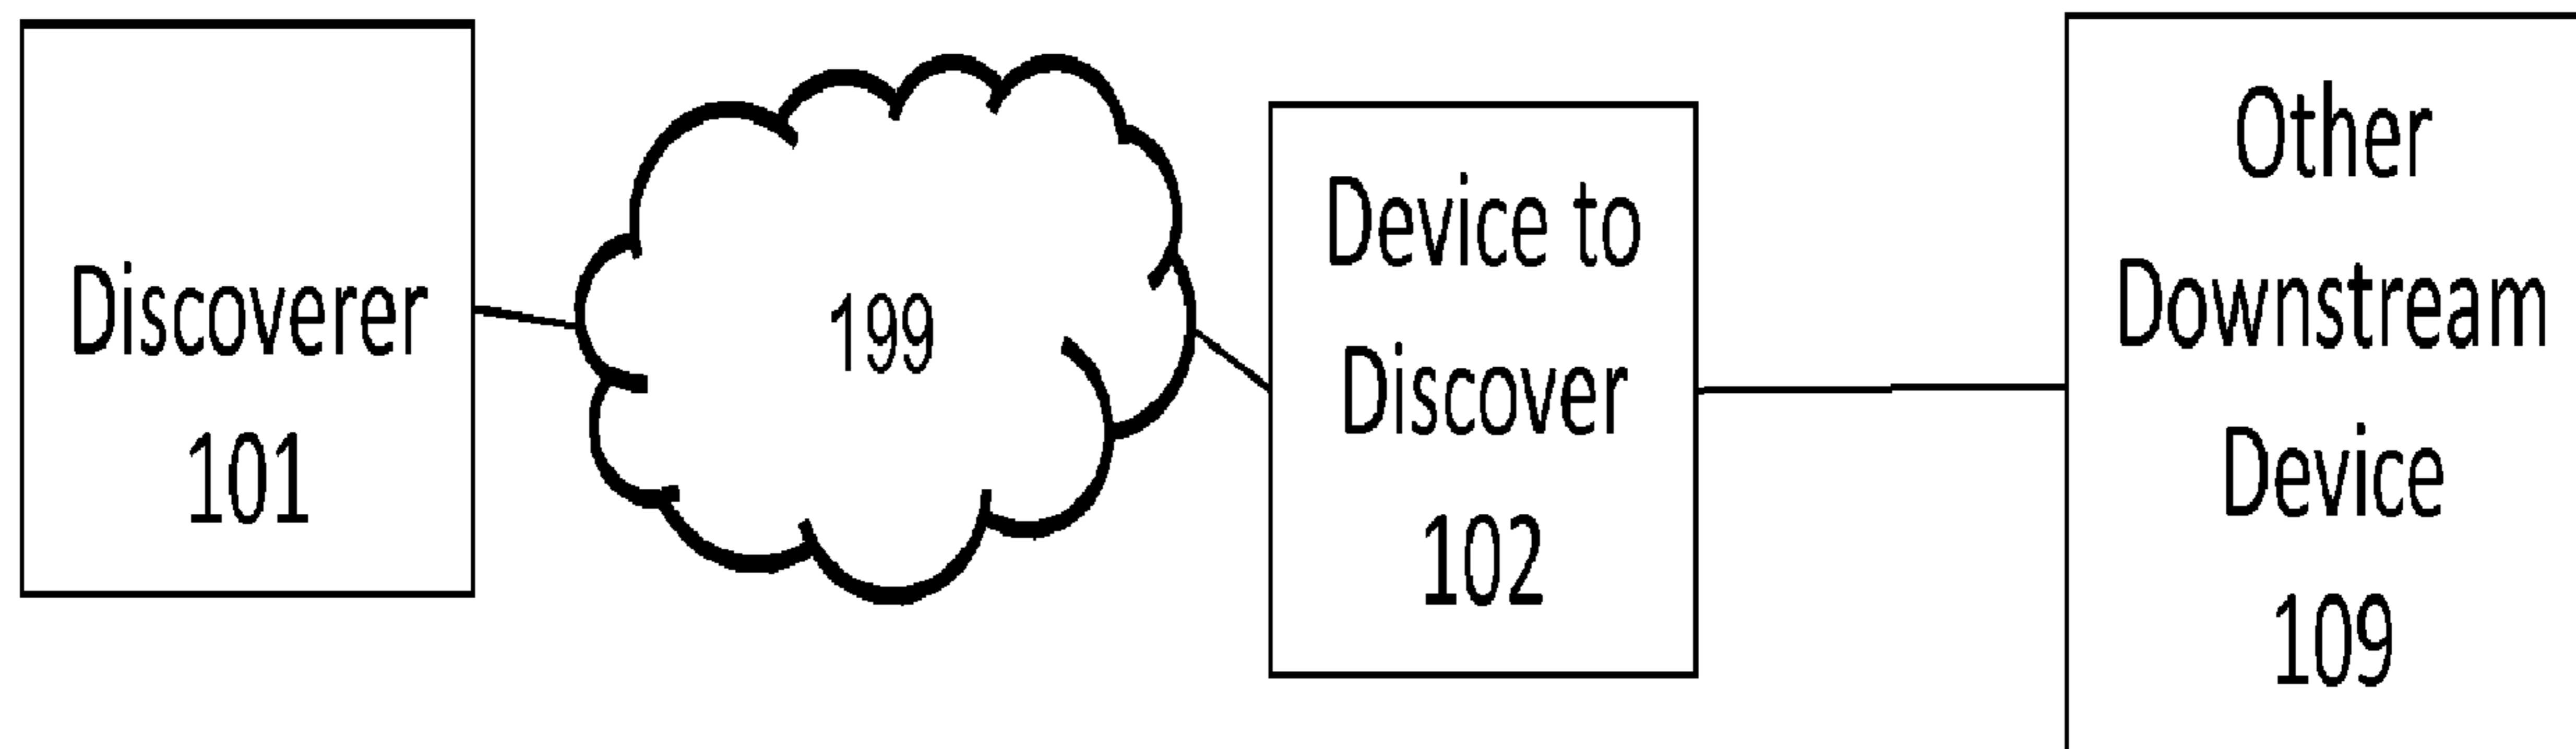 Discoverer
101
199
Device to
Discover
102
Other
Downstream
Device
109